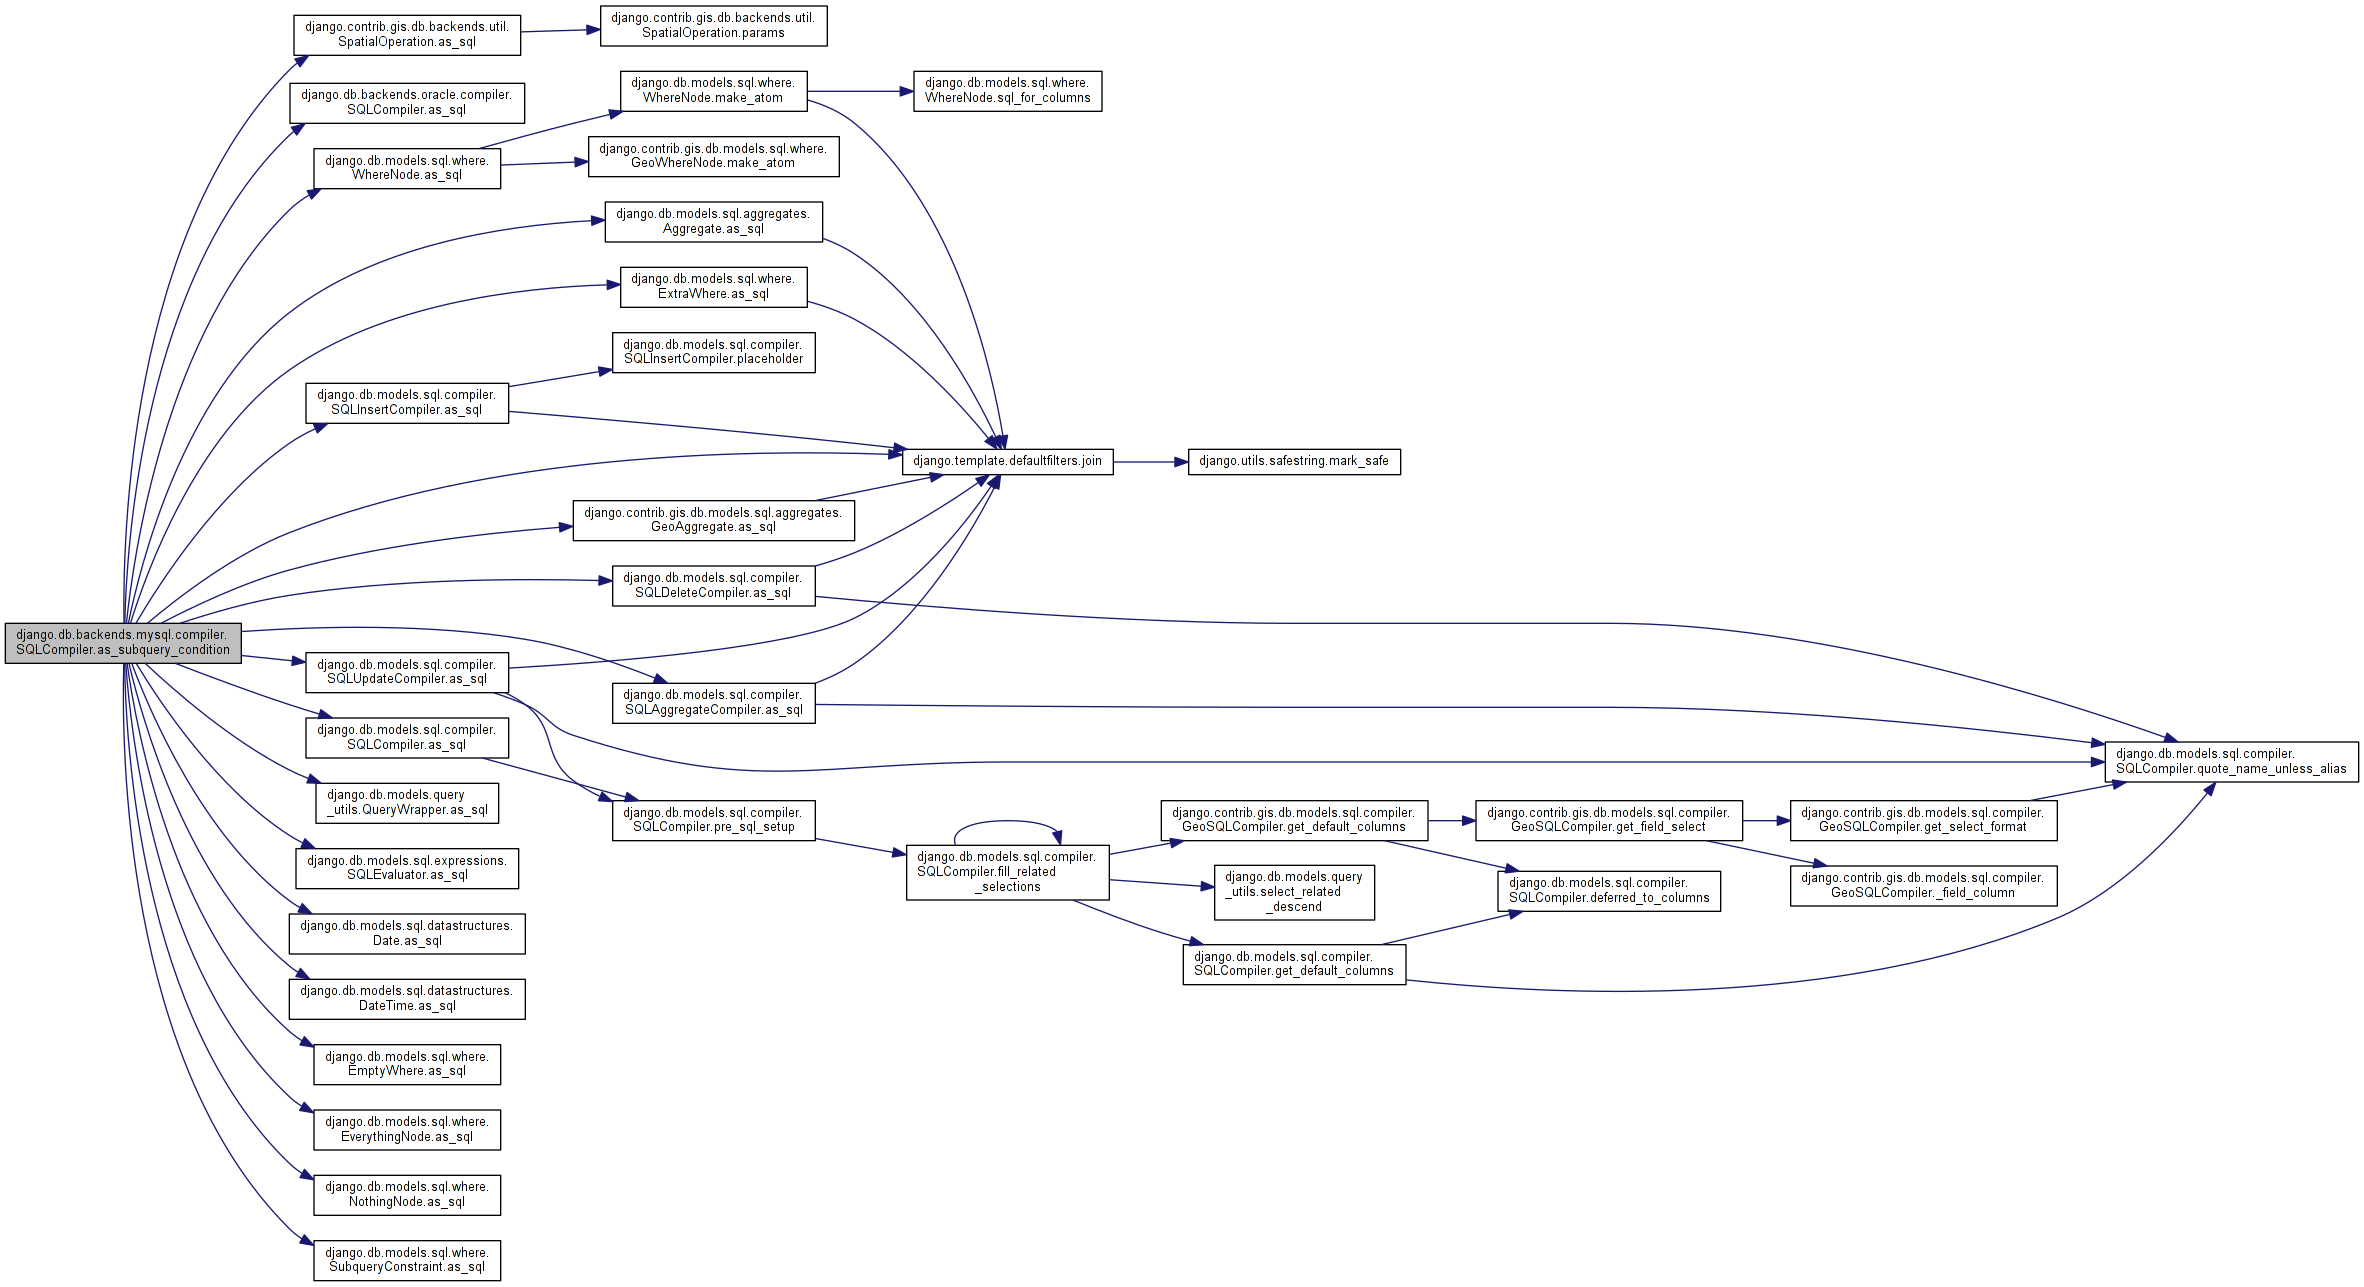 django.contrib.gis.db.backends.util.
SpatialOperation.as_sql
django.contrib.gis.db.backends.util.
SpatialOperation.params
django.db.backends.oracle.compiler.
SQLCompiler.as_sql
django.db.models.sql.where.
WhereNode.make_atom
django.db.models.sql.where.
WhereNode.sql_for_columns
django.db.models.sql.where.
WhereNode.as_sql
django.contrib.gis.db.models.sql.where.
GeoWhereNode.make_atom
django.db.models.sql.aggregates.
Aggregate.as_sql
django.db.models.sql.where.
ExtraWhere.as_sql
django.db.models.sql.compiler.
SQLInsertCompiler.placeholder
django.db.models.sql.compiler.
SQLInsertCompiler.as_sql
django.template.defaultfilters.join
django.utils.safestring.mark_safe
django.contrib.gis.db.models.sql.aggregates.
GeoAggregate.as_sql
django.db.models.sql.compiler.
SQLDeleteCompiler.as_sql
django.db.backends.mysql.compiler.
SQLCompiler.as_subquery_condition
django.db.models.sql.compiler.
SQLUpdateCompiler.as_sql
django.db.models.sql.compiler.
SQLAggregateCompiler.as_sql
django.db.models.sql.compiler.
SQLCompiler.as_sql
django.db.models.sql.compiler.
SQLCompiler.quote_name_unless_alias
django.db.models.query
_utils.QueryWrapper.as_sql
django.db.models.sql.compiler.
SQLCompiler.pre_sql_setup
django.contrib.gis.db.models.sql.compiler.
GeoSQLCompiler.get_default_columns
django.contrib.gis.db.models.sql.compiler.
GeoSQLCompiler.get_field_select
django.contrib.gis.db.models.sql.compiler.
GeoSQLCompiler.get_select_format
django.db.models.sql.expressions.
SQLEvaluator.as_sql
django.db.models.sql.compiler.
SQLCompiler.fill_related
_selections
django.db.models.query
_utils.select_related
_descend
django.db.models.sql.compiler.
SQLCompiler.deferred_to_columns
django.contrib.gis.db.models.sql.compiler.
GeoSQLCompiler._field_column
django.db.models.sql.datastructures.
Date.as_sql
django.db.models.sql.compiler.
SQLCompiler.get_default_columns
django.db.models.sql.datastructures.
DateTime.as_sql
django.db.models.sql.where.
EmptyWhere.as_sql
django.db.models.sql.where.
EverythingNode.as_sql
django.db.models.sql.where.
NothingNode.as_sql
django.db.models.sql.where.
SubqueryConstraint.as_sql